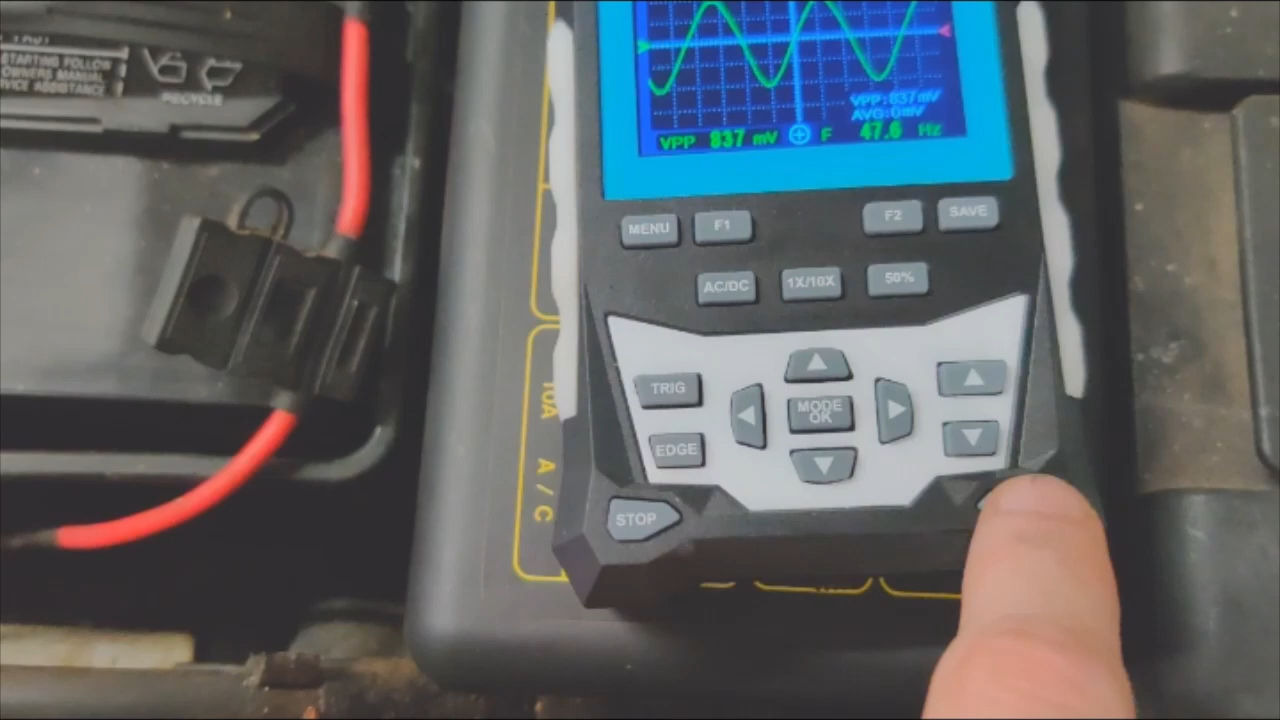 STARTING FOLLOW
OWNERS MANUAL
VICE ASSISTANCE
RECYCLE
VPP:837mV
AVG:0mV
VPP 837 mV F 47.6 Hz
MENU
F1
F2
SAVE
AC/DC
1X/10X
50%
TRIG
MODE
OK
EDGE
STOP
10A
A / C